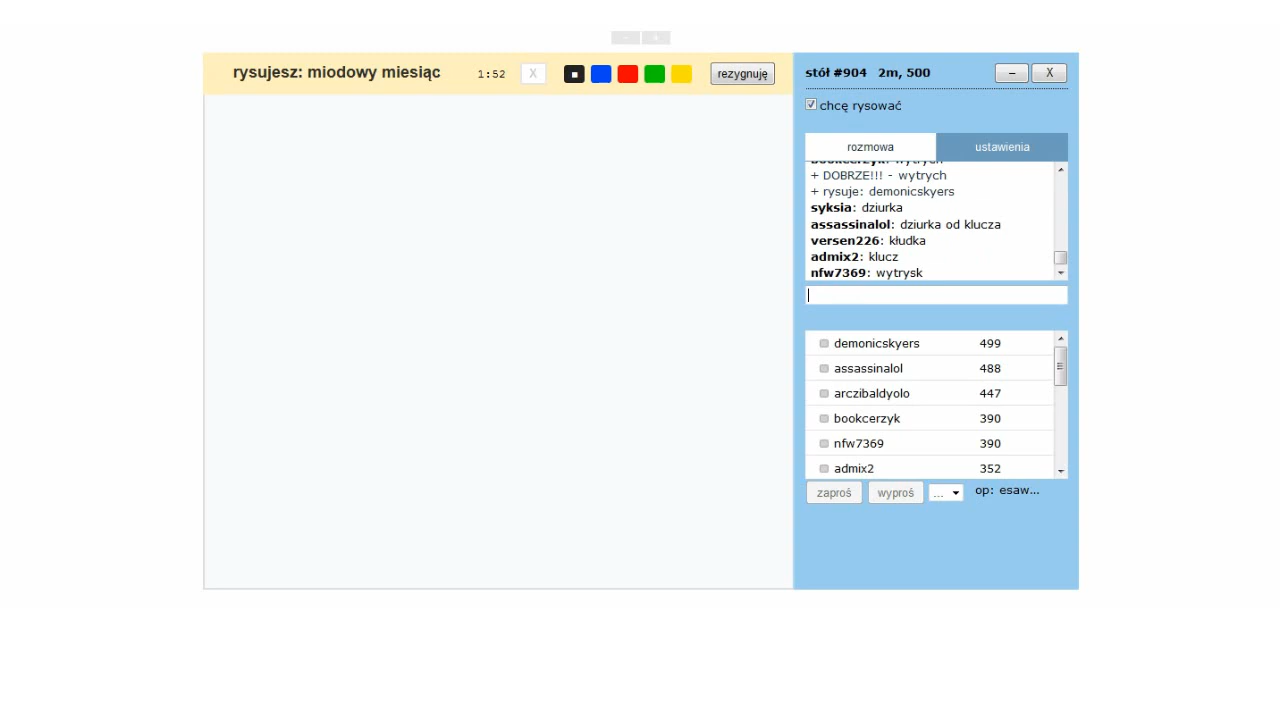 rysujesz: miodowy miesiąc 1:52 X rezygnuję
stół #904 2m, 500 – X
chcę rysować
rozmowa ustawienia
bookcerzyk: wytrych
+ DOBRZE!!! - wytrych
+ rysuje: demonicskyers
syksia: dziurka
assassinalol: dziurka od klucza
versen226: kłudka
admix2: klucz
nfw7369: wytrysk
demonicskyers 499
assassinalol 488
arczibaldyolo 447
bookcerzyk 390
nfw7369 390
admix2 352
zaproś wyproś ... op: esaw...